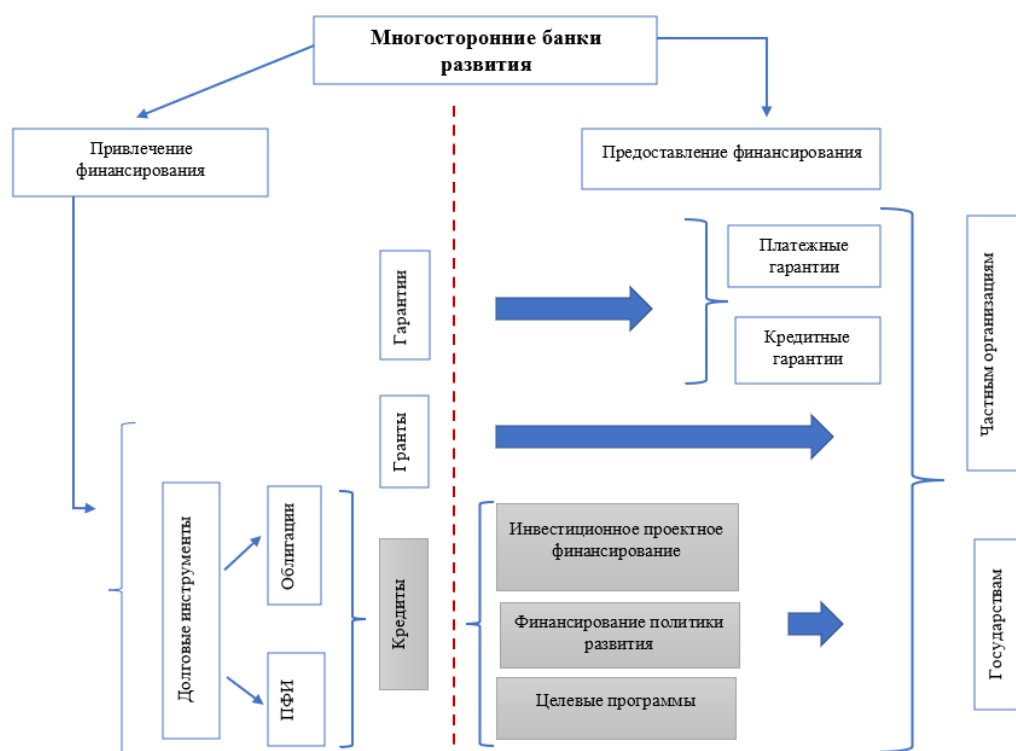 Многосторонние банки
развития
Привлечение
финансирования
Предоставление финансирования
Гарантии
Платежные
гарантии
Кредитные
гарантии
Частным организациям
Гранты
Долговые инструменты
Облигации
ПФИ
Кредиты
Инвестиционное проектное
финансирование
Финансирование политики
развития
Целевые программы
Государствам